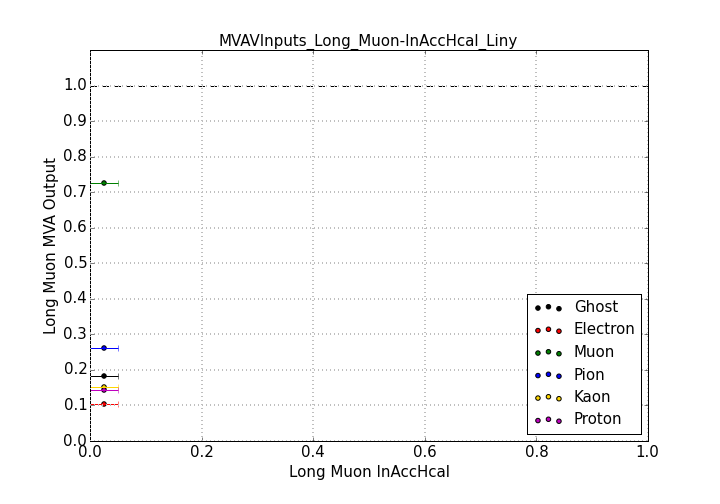 MVAVInputs_Long_Muon-InAccHcal_Liny
Long Muon MVA Output
1.0
0.9
0.8
0.7
0.6
0.5
0.4
0.3
0.2
0.1
0.0
0.0 0.2 0.4 0.6 0.8 1.0
Long Muon InAccHcal
Ghost
Electron
Muon
Pion
Kaon
Proton